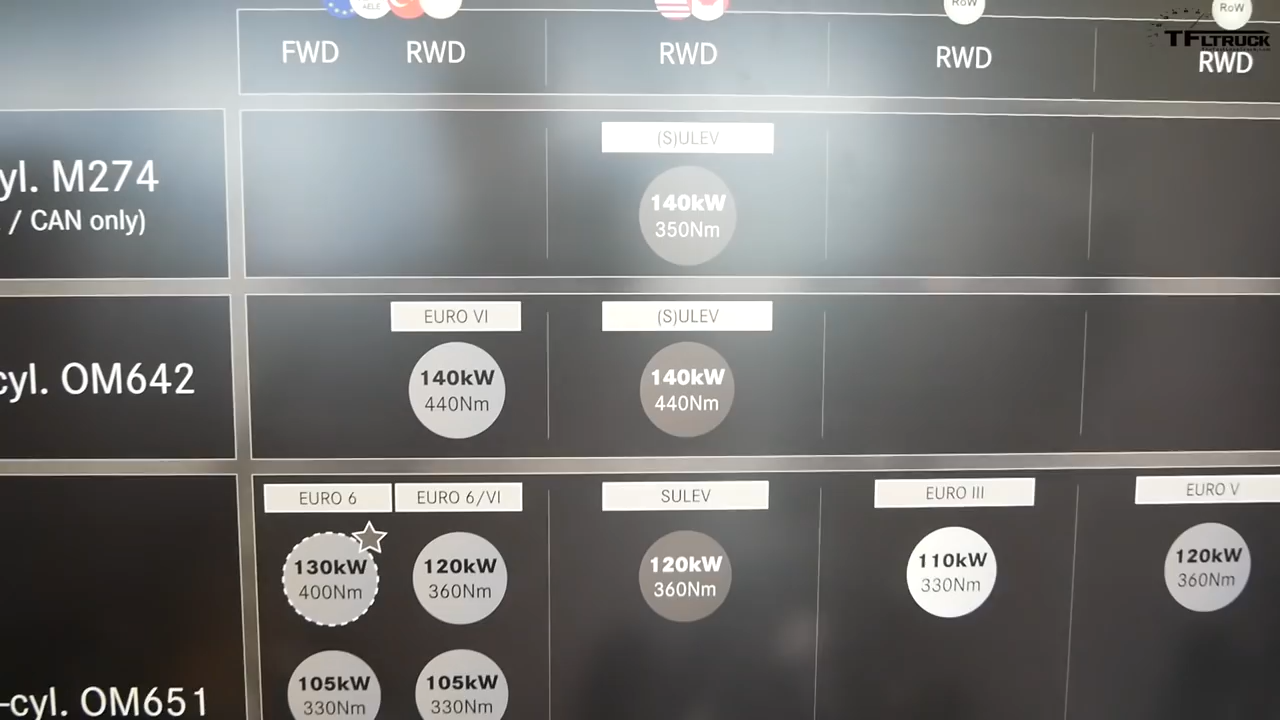 ELE
RoW
RoW
TFLTRUCK
FWD
RWD
RWD
RWD
RWD
yl. M274
/ CAN only)
(S)ULEV
140kW
350Nm
cyl. OM642
EURO VI
140kW
440Nm
(S)ULEV
140kW
440Nm
-cyl. OM651
EURO 6
130kW
400Nm
105kW
330Nm
EURO 6/VI
120kW
360Nm
105kW
330Nm
SULEV
120kW
360Nm
EURO III
110kW
330Nm
EURO V
120kW
360Nm